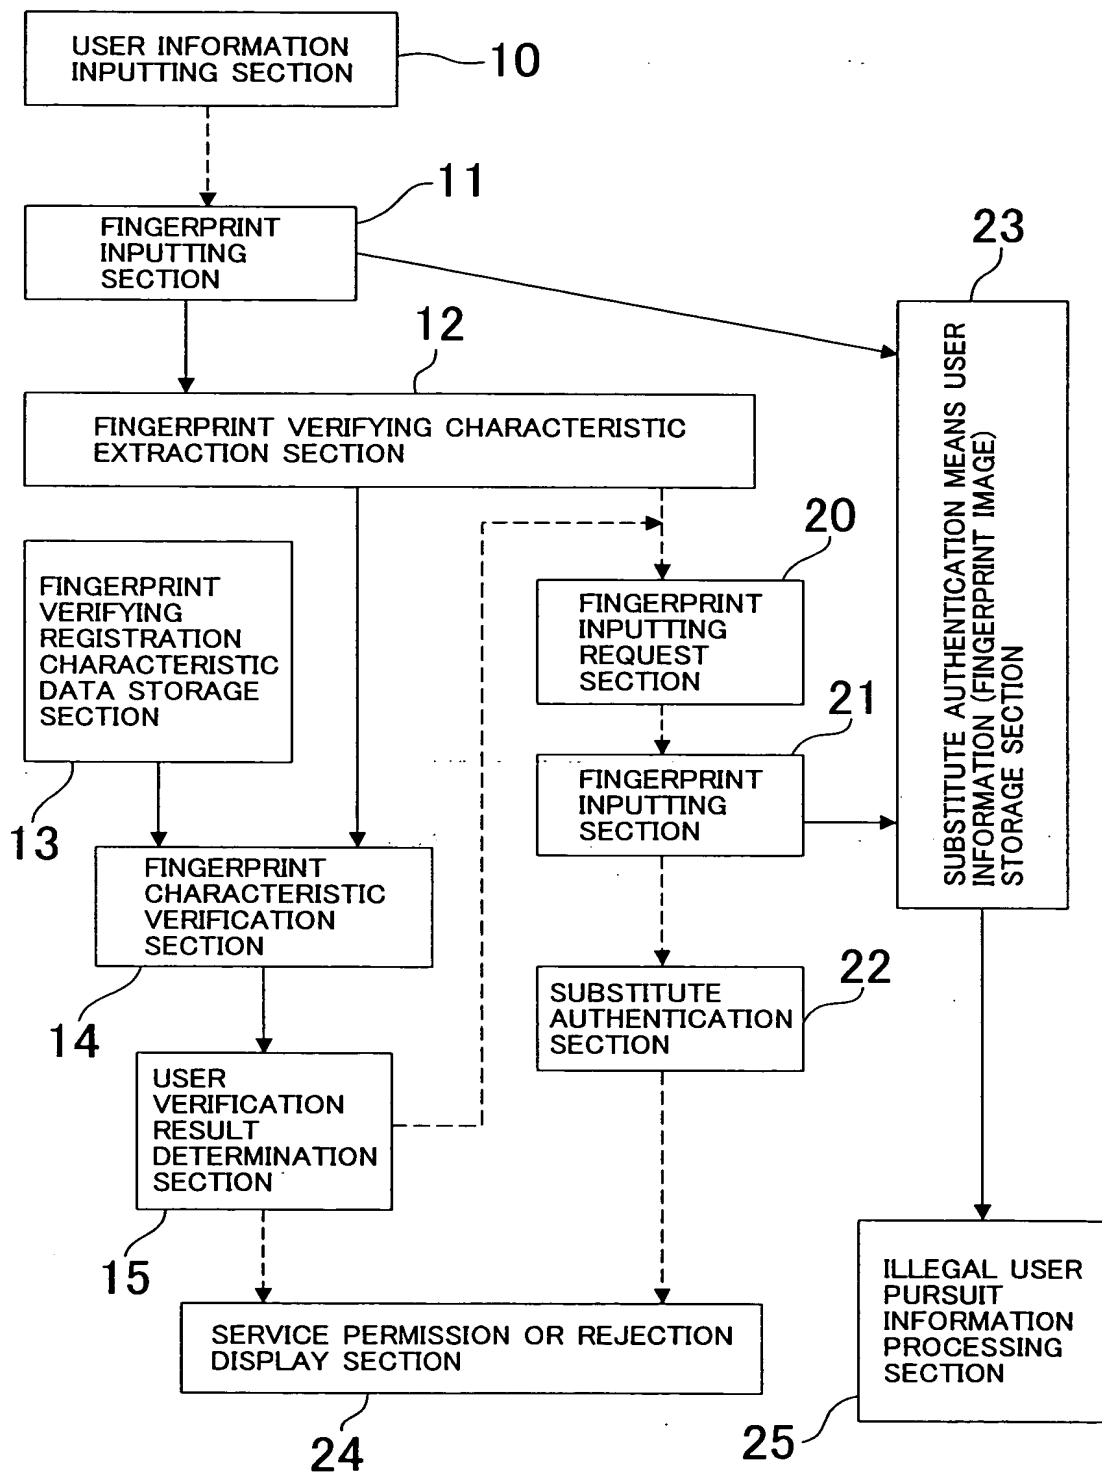 USER INFORMATION
INPUTTING SECTION
10
FINGERPRINT
INPUTTING
SECTION
11
12
FINGERPRINT VERIFYING CHARACTERISTIC
EXTRACTION SECTION
FINGERPRINT
VERIFYING
REGISTRATION
CHARACTERISTIC
DATA STORAGE
SECTION
13
FINGERPRINT
CHARACTERISTIC
VERIFICATION
SECTION
14
USER
VERIFICATION
RESULT
DETERMINATION
SECTION
15
20
FINGERPRINT
INPUTTING
REQUEST
SECTION
21
FINGERPRINT
INPUTTING
SECTION
22
SUBSTITUTE
AUTHENTICATION
SECTION
SERVICE PERMISSION OR REJECTION
DISPLAY SECTION
24
23
SUBSTITUTE AUTHENTICATION MEANS USER
INFORMATION (FINGERPRINT IMAGE)
STORAGE SECTION
ILLEGAL USER
PURSUIT
INFORMATION
PROCESSING
SECTION
25